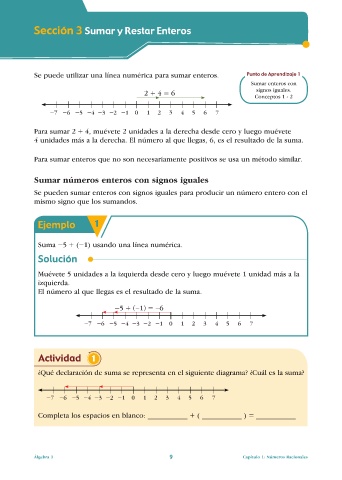 Sección 3 Sumar y Restar Enteros
Se puede utilizar una línea numérica para sumar enteros.
Punto de Aprendizaje 1
Sumar enteros con
signos iguales.
Conceptos 1 - 2
2 + 4 = 6
−7 −6 −5 −4 −3 −2 −1 0 1 2 3 4 5 6 7
Para sumar 2 + 4, muévete 2 unidades a la derecha desde cero y luego muévete
4 unidades más a la derecha. El número al que llegas, 6, es el resultado de la suma.
Para sumar enteros que no son necesariamente positivos se usa un método similar.
Sumar números enteros con signos iguales
Se pueden sumar enteros con signos iguales para producir un número entero con el
mismo signo que los sumandos.
Ejemplo 1
Suma −5 + (−1) usando una línea numérica.
Solución
Muévete 5 unidades a la izquierda desde cero y luego muévete 1 unidad más a la
izquierda.
El número al que llegas es el resultado de la suma.
−5 + (−1) = −6
−7 −6 −5 −4 −3 −2 −1 0 1 2 3 4 5 6 7
Actividad 1
¿Qué declaración de suma se representa en el siguiente diagrama? ¿Cuál es la suma?
−7 −6 −5 −4 −3 −2 −1 0 1 2 3 4 5 6 7
Completa los espacios en blanco: __________ + ( __________ ) = __________
Álgebra 1
9
Capítulo 1: Números Racionales